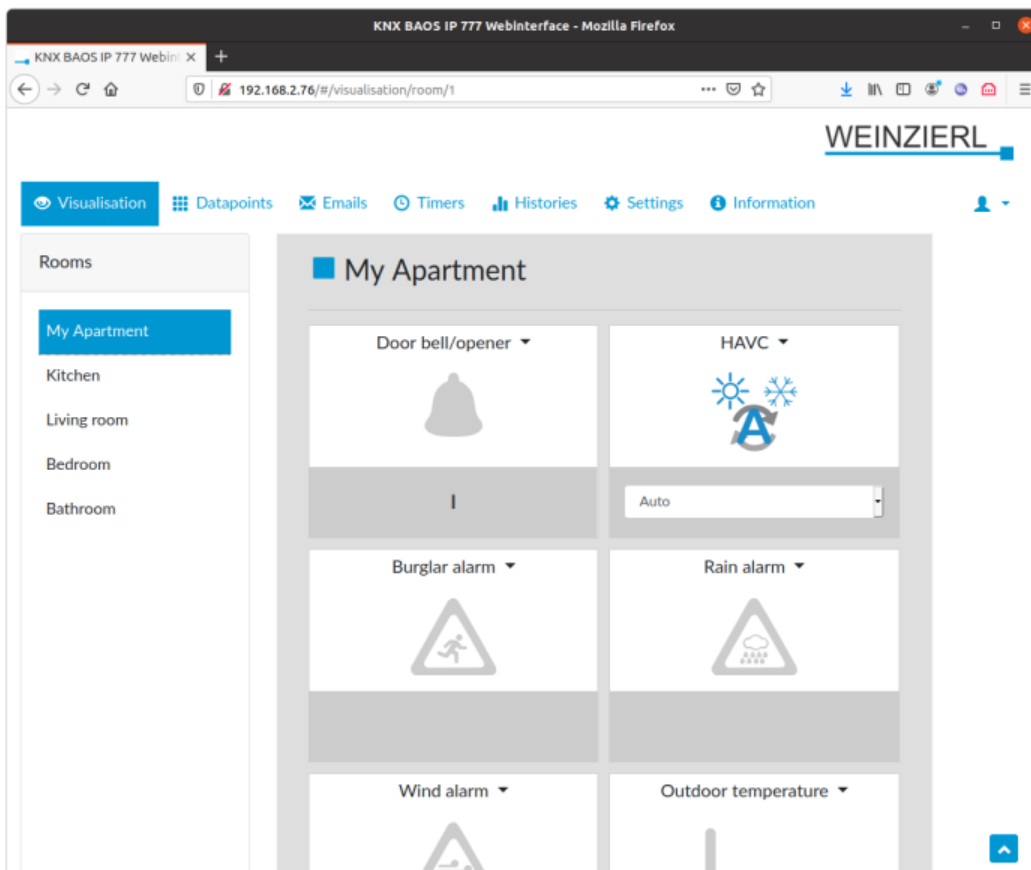 KNX BAOS IP 777 Webinterface - Mozilla Firefox
KNX BAOS IP 777 Webin
192.168.2.76/#/visualisation/room/1
WEINZIERL
Visualisation Datapoints Emails Timers Histories Settings Information
Rooms
My Apartment
Kitchen
Living room
Bedroom
Bathroom
My Apartment
Door bell/opener HAVC
A
I Auto
Burglar alarm Rain alarm
Wind alarm Outdoor temperature